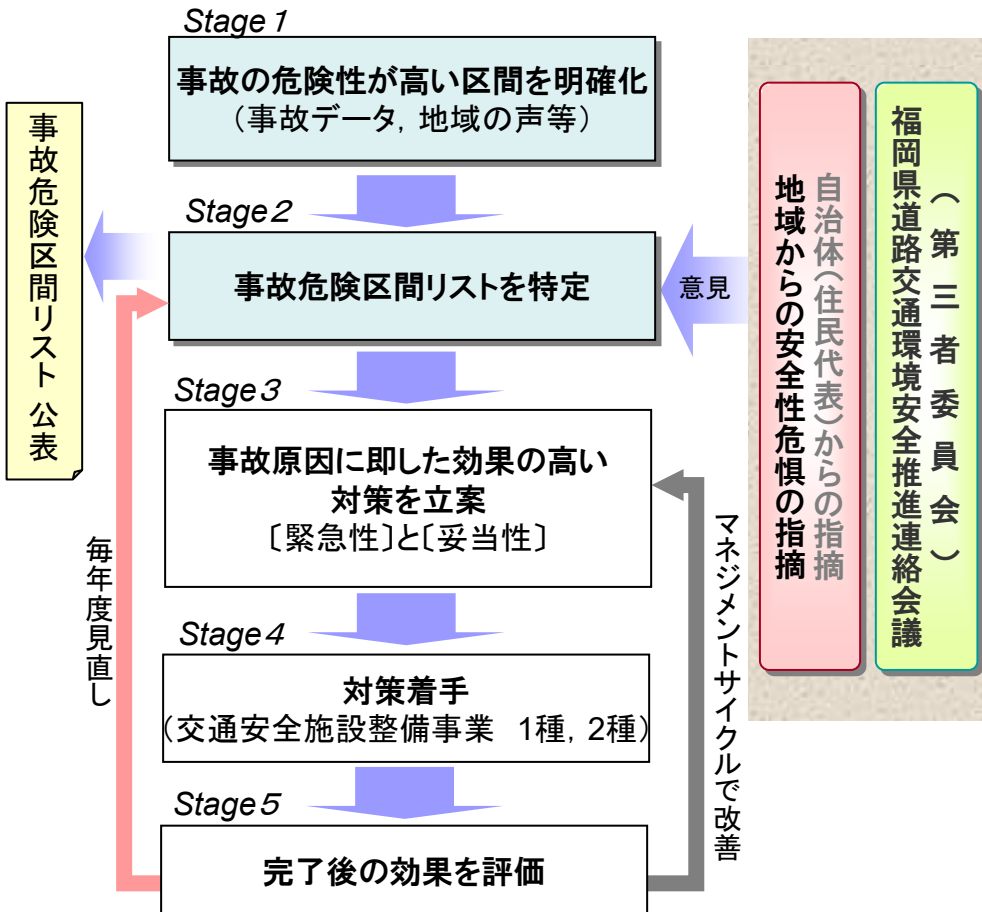 Stage 1
事故の危険性が高い区間を明確化
（事故データ，地域の声等）
Stage２
事故危険区間リストを特定
事故危険区間リスト 公表
意見
Stage３
事故原因に即した効果の高い
対策を立案
〔緊急性〕と〔妥当性〕
Stage４
対策着手
（交通安全施設整備事業　1種，2種）
Stage５
完了後の効果を評価
毎年度見直し
マネジメントサイクルで改善
自治体（住民代表）からの指摘
地域からの安全性危惧の指摘
（第三者委員会）
福岡県道路交通環境安全推進連絡会議